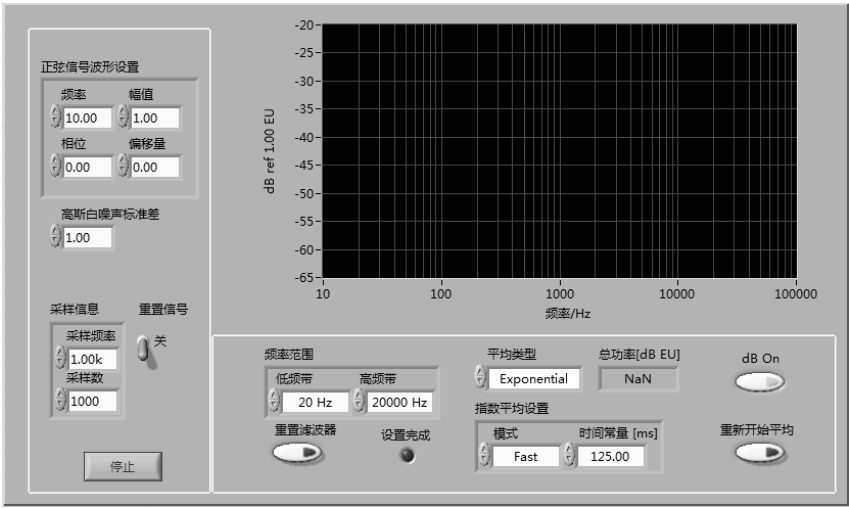 正弦信号波形设置
频率 幅值
10.00 1.00
相位 偏移量
0.00 0.00
高斯白噪声标准差
1.00
采样信息 重置信号
采样频率
关
1.00k
采样数
1000
停止
dB ref 1.00 EU
-20
-25
-30
-35
-40
-45
-50
-55
-60
-65
10 100 1000 10000 100000
频率/Hz
频率范围
低频带 高频带
20 Hz 20000 Hz
重置滤波器 设置完成
平均类型 总功率[dB EU]
Exponential NaN
指数平均设置
模式 时间常量 [ms]
Fast 125.00
dB On
重新开始平均